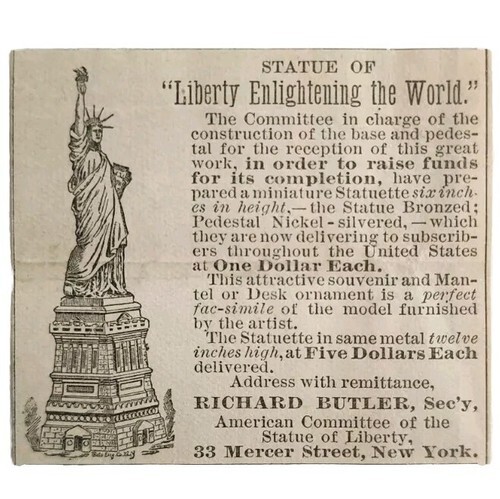 STATUE OF
"Liberty Enlightening the World."
The Committee in charge of the
construction of the base and pedes-
tal for the reception of this great
work, in order to raise funds
for its completion, have pre-
pared a miniature Statuette six inch-
es in height,—the Statue Bronzed;
Pedestal Nickel-silvered,—which
they are now delivering to subscrib-
ers throughout the United States
at One Dollar Each.
This attractive souvenir and Man-
tel or Desk ornament is a perfect
fac-simile of the model furnished
by the artist.
The Statuette in same metal twelve
inches high, at Five Dollars Each
delivered.
Address with remittance,
RICHARD BUTLER, Sec'y,
American Committee of the
Statue of Liberty,
33 Mercer Street, New York.